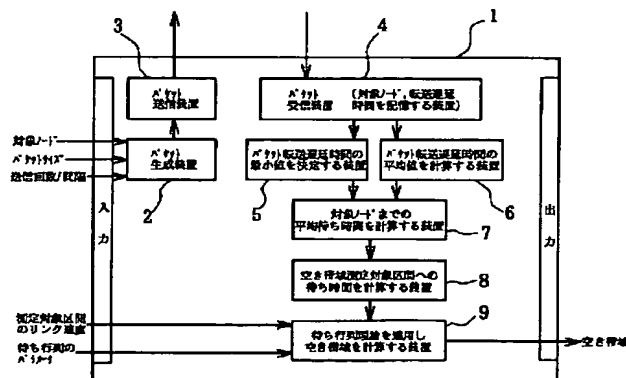 1
3
4
パケット
送信装置
パケット (対象ノード、転送遅延
受信装置 時間を記憶する装置)
対象ノード
パケットサイズ
送信回数/間隔
パケット
生成装置
2
パケット転送遅延時間の
最小値を決定する装置
5
パケット転送遅延時間の
平均値を計算する装置
6
入力
出力
対象ノードまでの
平均待ち時間を計算する装置
7
空き帯域測定対象区間への
待ち時間を計算する装置
8
測定対象区間
のリンク速度
待ち行列の
パラメータ
9
待ち行列理論を適用し
空き帯域を計算する装置
空き帯域